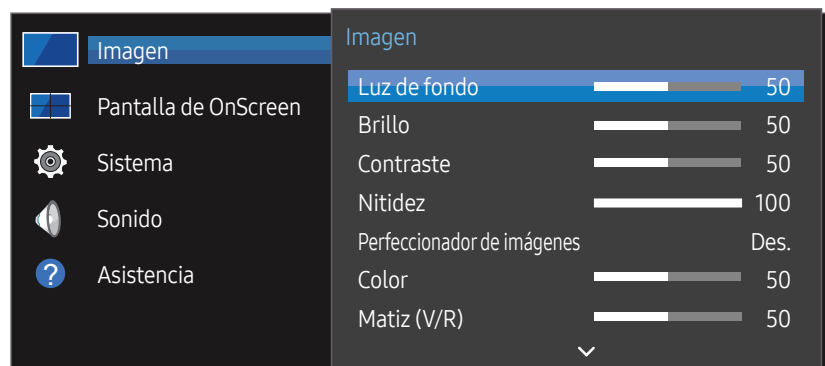 Imagen
Pantalla de OnScreen
Sistema
Sonido
? Asistencia
Imagen
Luz de fondo 50
Brillo 50
Contraste 50
Nitidez 100
Perfeccionador de imágenes Des.
Color 50
Matiz (V/R) 50